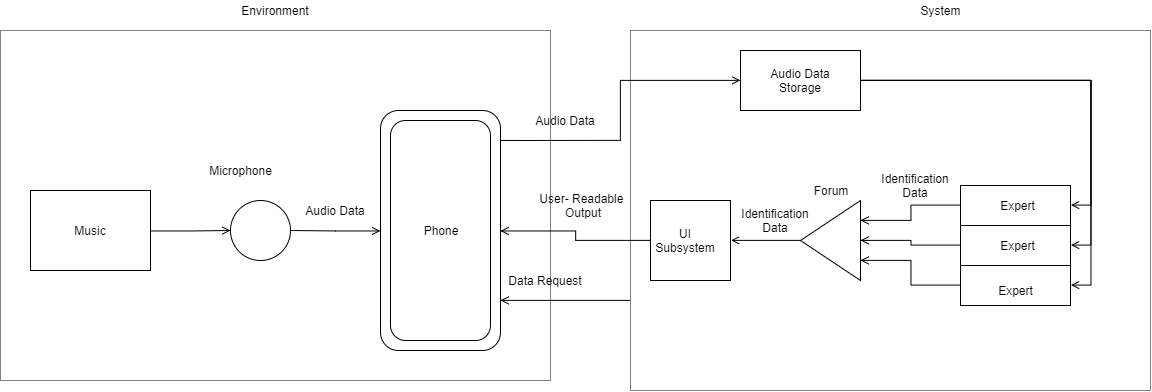 Environment
System
Audio Data
Storage
Audio Data
Microphone
Identification
Data
Forum
User- Readable
Output
Expert
Audio Data
Identification
Data
Music
Phone
UI
Subsystem
Expert
Data Request
Expert